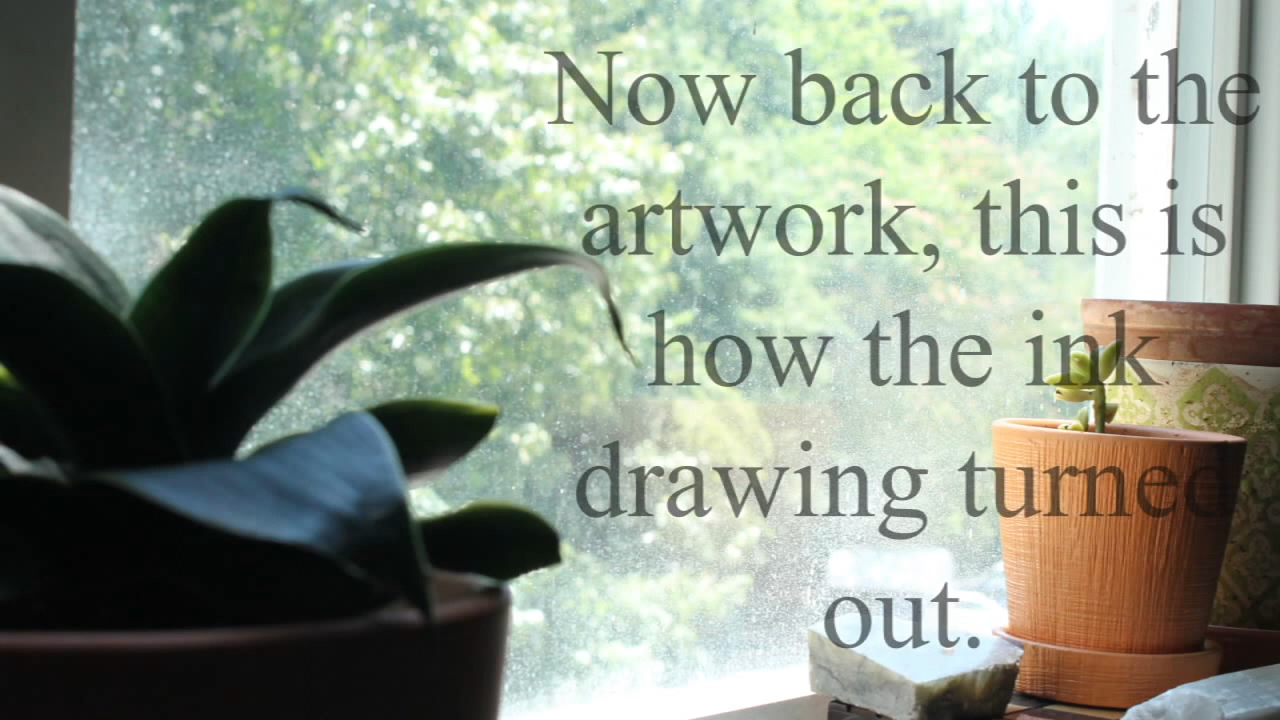 Now back to the
artwork, this is
how the ink
drawing turned
out.